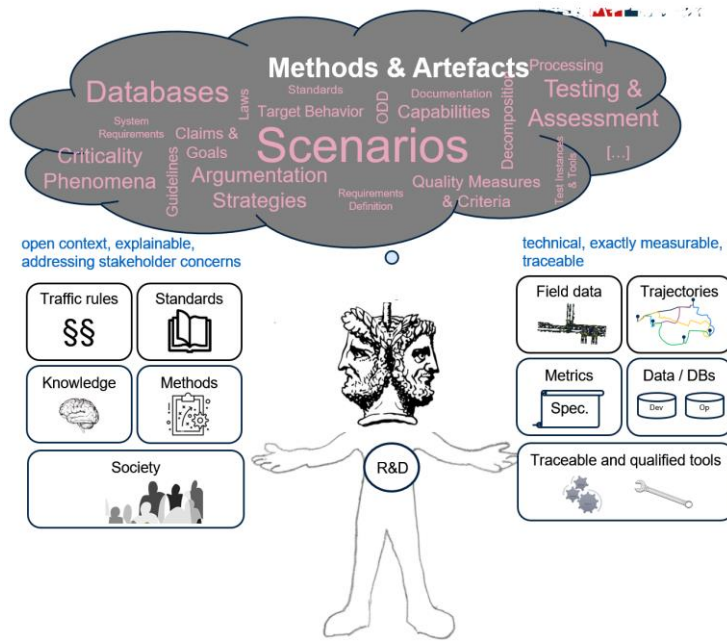 Methods & Artefacts
Databases
Laws
Standards
Target Behavior
ODD
Documentation
Capabilities
Decomposition
Processing
Testing &
Assessment
[...]
System
Requirements
Claims &
Goals
Scenarios
Criticality
Phenomena
Guidelines
Argumentation
Strategies
Requirements
Definition
Quality Measures
& Criteria
Test Instances
& Tools
open context, explainable,
addressing stakeholder concerns
technical, exactly measurable,
traceable
Traffic rules
§§
Standards
Knowledge
Methods
Society
R&D
Field data
Trajectories
Metrics
Spec.
Data / DBs
Dev
Op
Traceable and qualified tools